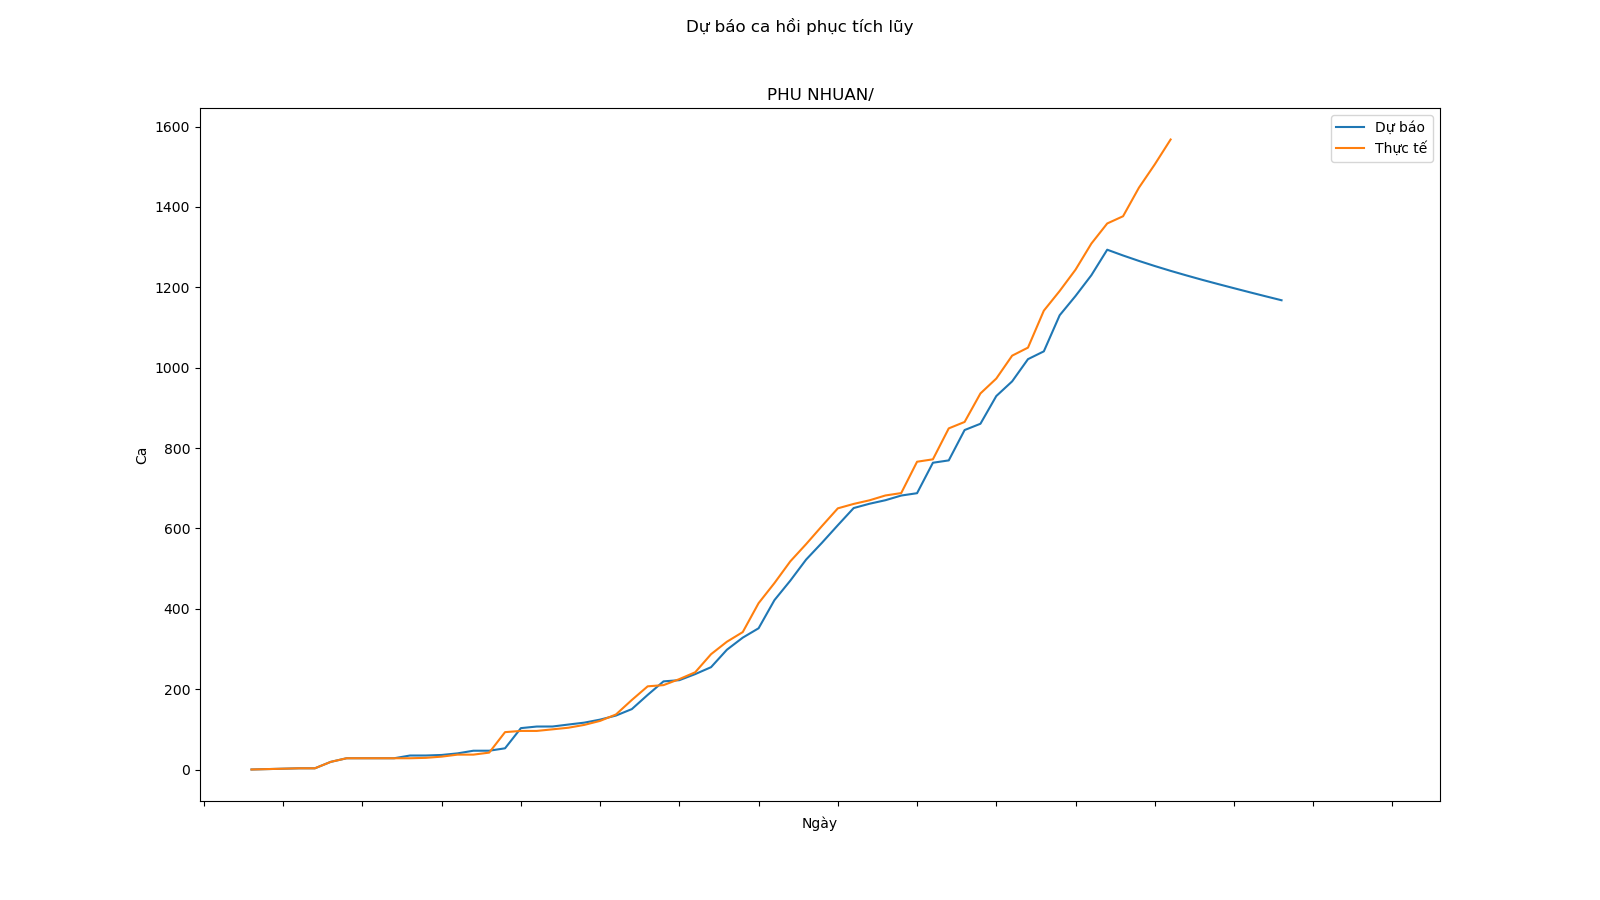 Dự báo ca hồi phục tích lũy
PHU NHUAN/
Dự báo
Thực tế
1600
1400
1200
1000
800
600
400
200
0
Ca
Ngày